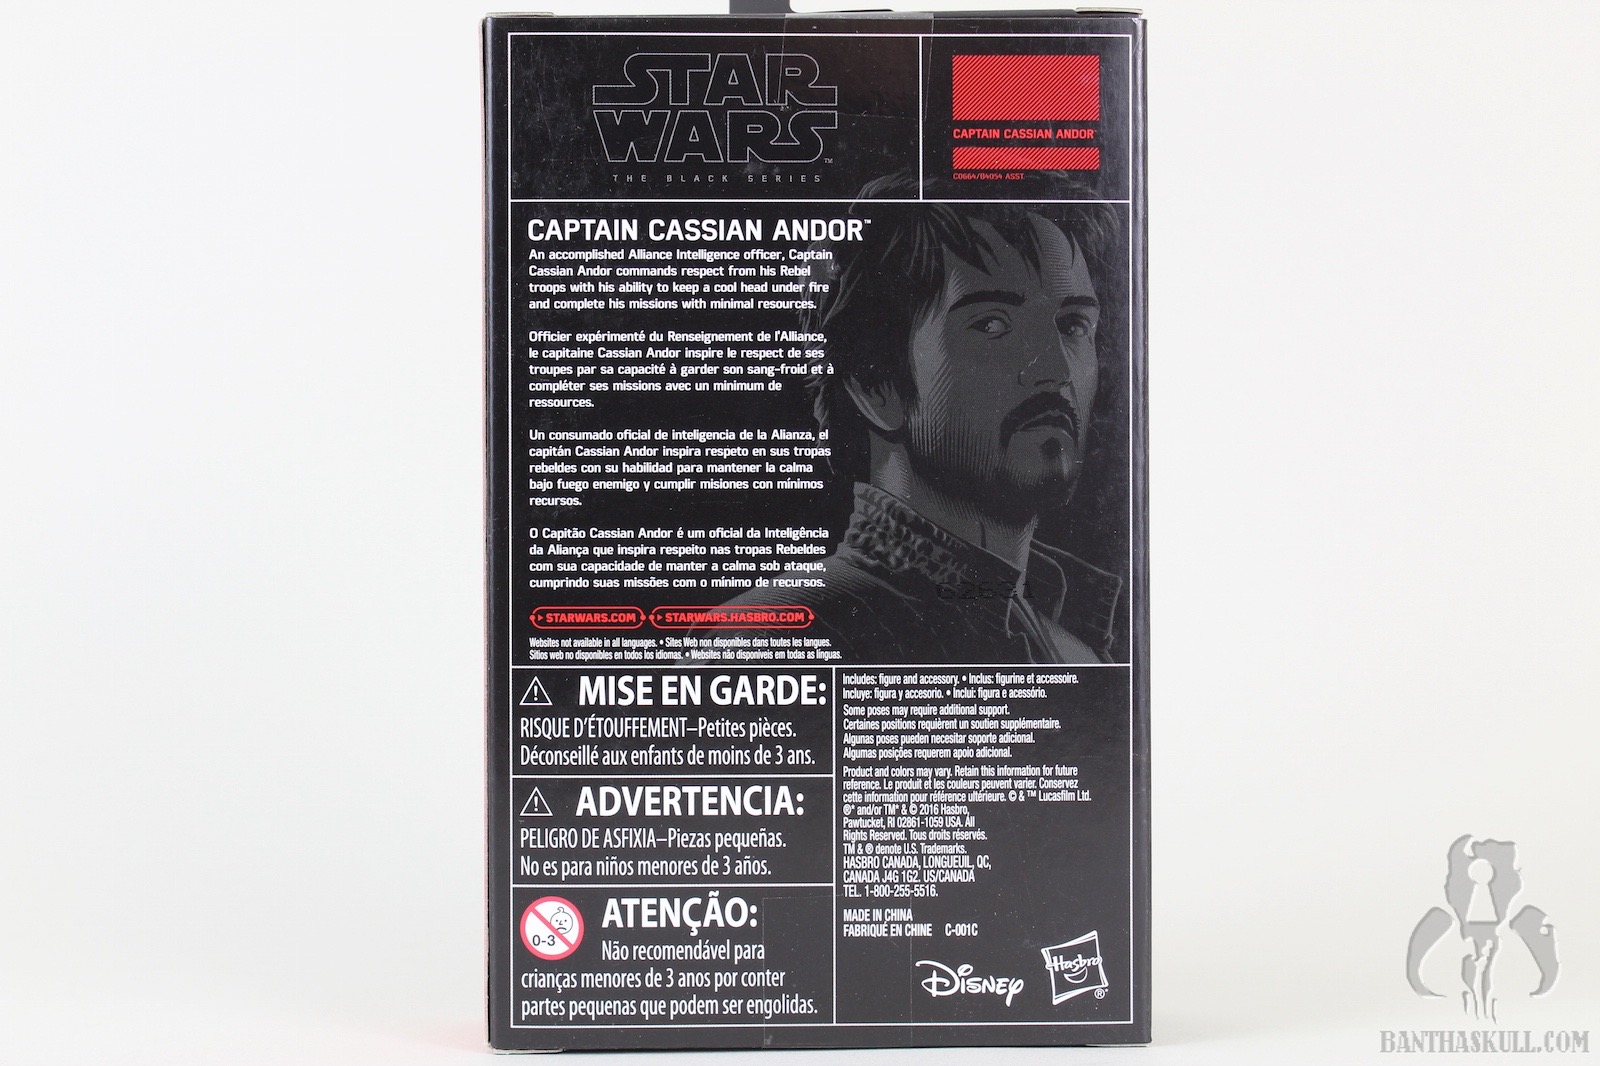 STAR
WARS™
THE BLACK SERIES
CAPTAIN CASSIAN ANDOR™
C0664/B4054 ASST.
CAPTAIN CASSIAN ANDOR™
An accomplished Alliance Intelligence officer, Captain
Cassian Andor commands respect from his Rebel
troops with his ability to keep a cool head under fire
and complete his missions with minimal resources.
Officier expérimenté du Renseignement de l'Alliance,
le capitaine Cassian Andor inspire le respect de ses
troupes par sa capacité à garder son sang-froid et à
compléter ses missions avec un minimum de
ressources.
Un consumado oficial de inteligencia de la Alianza, el
capitán Cassian Andor inspira respeto en sus tropas
rebeldes con su habilidad para mantener la calma
bajo fuego enemigo y cumplir misiones con mínimos
recursos.
O Capitão Cassian Andor é um oficial da Inteligência
da Aliança que inspira respeito nas tropas Rebeldes
com sua capacidade de manter a calma sob ataque,
cumprindo suas missões com o mínimo de recursos.
62631
STARWARS.COM STARWARS.HASBRO.COM
Websites not available in all languages. • Sites Web non disponibles dans toutes les langues.
Sitios web no disponibles en todos los idiomas. • Websites não disponíveis em todas as línguas.
MISE EN GARDE:
RISQUE D'ÉTOUFFEMENT–Petites pièces.
Déconseillé aux enfants de moins de 3 ans.
ADVERTENCIA:
PELIGRO DE ASFIXIA–Piezas pequeñas.
No es para niños menores de 3 años.
0-3
ATENÇÃO:
Não recomendável para
crianças menores de 3 anos por conter
partes pequenas que podem ser engolidas.
Includes: figure and accessory. • Inclus: figurine et accessoire.
Incluye: figura y accesorio. • Inclui: figura e acessório.
Some poses may require additional support.
Certaines positions requièrent un soutien supplémentaire.
Algunas poses pueden necesitar soporte adicional.
Algumas posições requerem apoio adicional.
Product and colors may vary. Retain this information for future
reference. Le produit et les couleurs peuvent varier. Conservez
cette information pour référence ultérieure. © & ™ Lucasfilm Ltd.
®* and/or TM* & © 2016 Hasbro,
Pawtucket, RI 02861-1059 USA. All
Rights Reserved. Tous droits réservés.
TM & ® denote U.S. Trademarks.
HASBRO CANADA, LONGUEUIL, QC,
CANADA J4G 1G2. US/CANADA
TEL. 1-800-255-5516.
MADE IN CHINA
FABRIQUÉ EN CHINE C-001C
Disney
Hasbro®
BANTHASKULL.COM